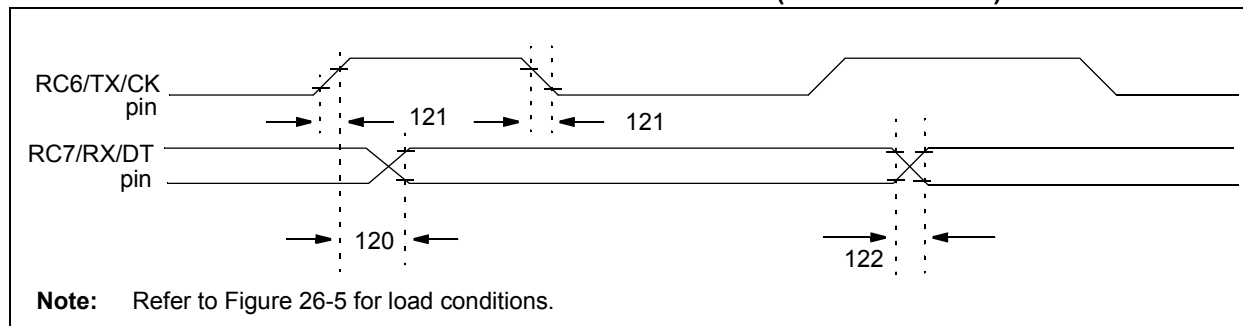 RC6/TX/CK
pin
121
121
RC7/RX/DT
pin
120
122
Note: Refer to Figure 26-5 for load conditions.